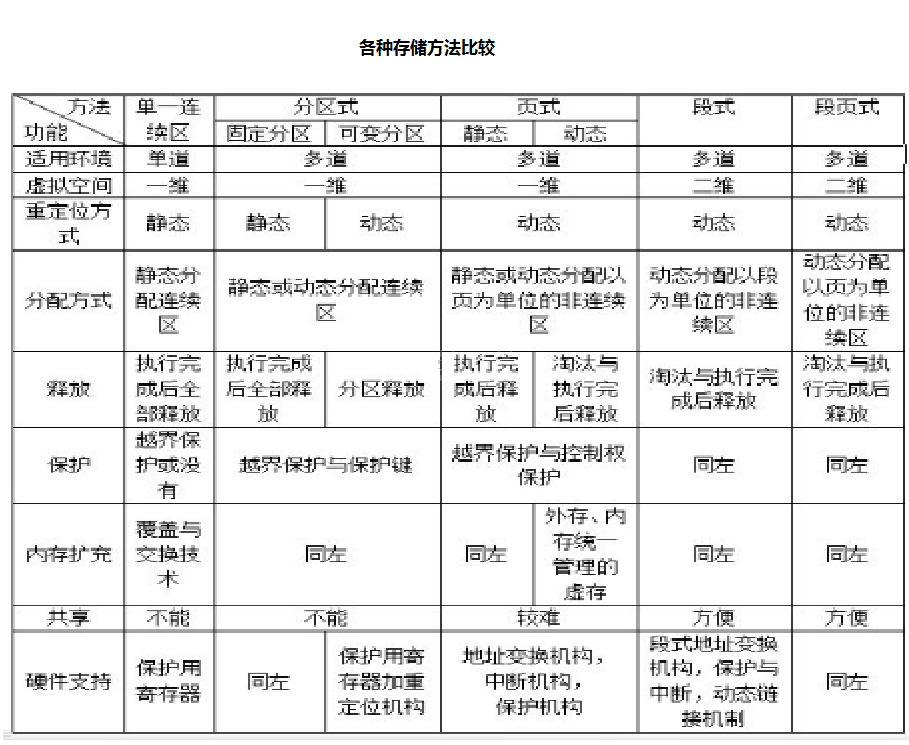 各种存储方法比较
方法
功能
单一连
续区
分区式
页式
段式
段页式
固定分区
可变分区
静态
动态
适用环境
单道
多道
多道
多道
多道
虚拟空间
一维
一维
一维
二维
二维
重定位方
式
静态
静态
动态
动态
动态
动态
分配方式
静态分
配连续
区
静态或动态分配连续
区
静态或动态分配以
页为单位的非连续
区
动态分配以段
为单位的非连
续区
动态分配
以页为单
位的非连
续区
释放
执行完
成后全
部释放
执行完成
后全部释
放
分区释放
执行完
成后释
放
淘汰与
执行完
后释放
淘汰与执行完
成后释放
淘汰与执
行完成后
释放
保护
越界保
护或没
有
越界保护与保护键
越界保护与控制权
保护
同左
同左
内存扩充
覆盖与
交换技
术
同左
同左
外存、内
存统一
管理的
虚存
同左
同左
共享
不能
不能
较难
方便
方便
硬件支持
保护用
寄存器
同左
保护用寄
存器加重
定位机构
地址变换机构，
中断机构，
保护机构
段式地址变换
机构，保护与
中断，动态链
接机制
同左